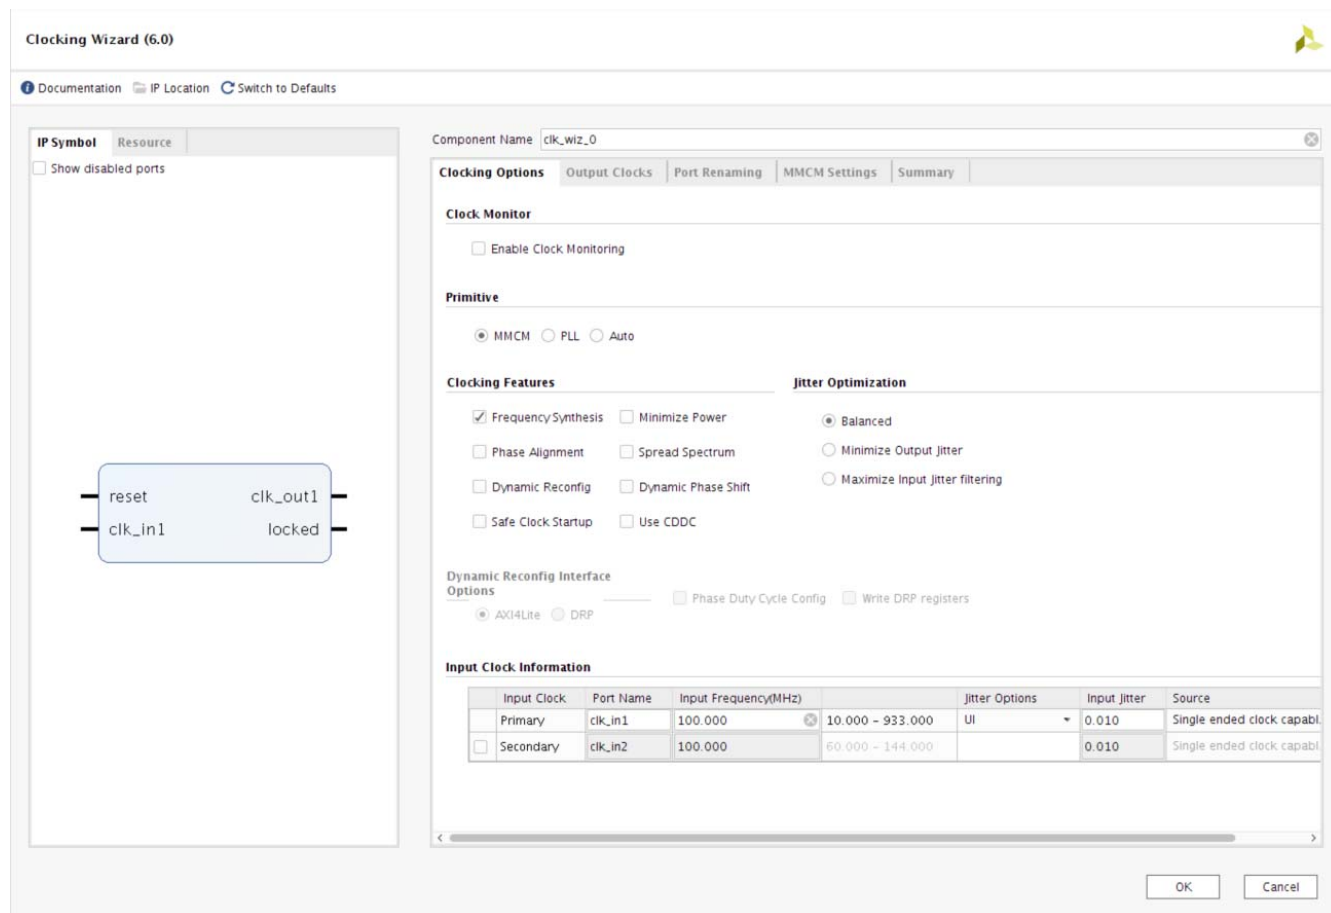 Clocking Wizard (6.0)
Documentation IP Location Switch to Defaults
IP Symbol Resource
Show disabled ports
reset clk_out1
clk_in1 locked
Component Name clk_wiz_0
Clocking Options Output Clocks Port Renaming MMCM Settings Summary
Clock Monitor
Enable Clock Monitoring
Primitive
MMCM PLL Auto
Clocking Features
Frequency Synthesis Minimize Power
Phase Alignment Spread Spectrum
Dynamic Reconfig Dynamic Phase Shift
Safe Clock Startup Use CDDC
Jitter Optimization
Balanced
Minimize Output Jitter
Maximize Input Jitter filtering
Dynamic Reconfig Interface
Options
AXI4Lite DRP
Phase Duty Cycle Config Write DRP registers
Input Clock Information
Input Clock Port Name Input Frequency(MHz) Jitter Options Input Jitter Source
Primary clk_in1 100.000 10.000 - 933.000 UI 0.010 Single ended clock capabl.
Secondary clk_in2 100.000 60.000 - 144.000 0.010 Single ended clock capabl.
OK Cancel